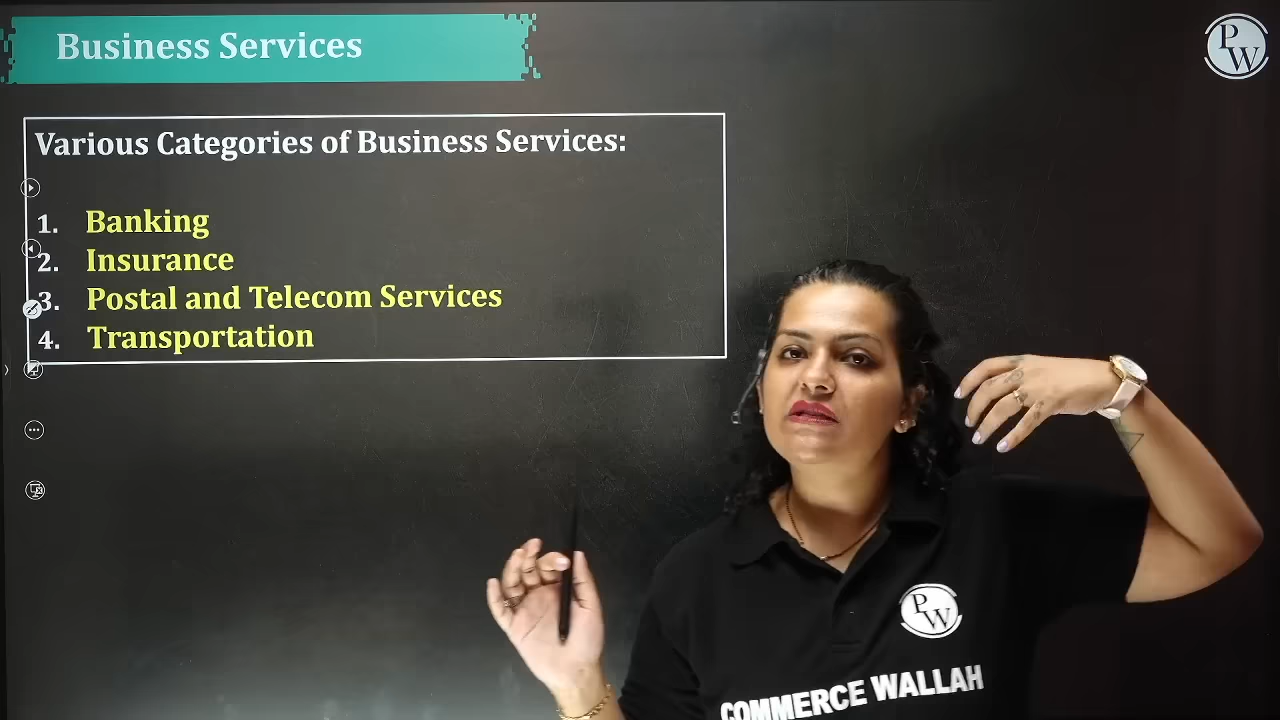 Business Services
PW
Various Categories of Business Services:
1. Banking
2. Insurance
3. Postal and Telecom Services
4. Transportation
PW
COMMERCE WALLAH